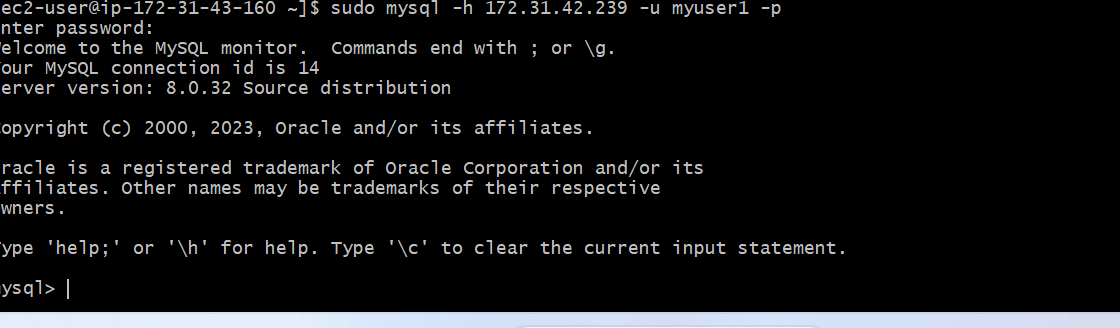 ec2-user@ip-172-31-43-160 ~]$ sudo mysql -h 172.31.42.239 -u myuser1 -p
nter password:
elcome to the MySQL monitor.  Commands end with ; or \g.
our MySQL connection id is 14
erver version: 8.0.32 Source distribution
opyright (c) 2000, 2023, Oracle and/or its affiliates.
racle is a registered trademark of Oracle Corporation and/or its
ffiliates. Other names may be trademarks of their respective
wners.
ype 'help;' or '\h' for help. Type '\c' to clear the current input statement.
ysql>